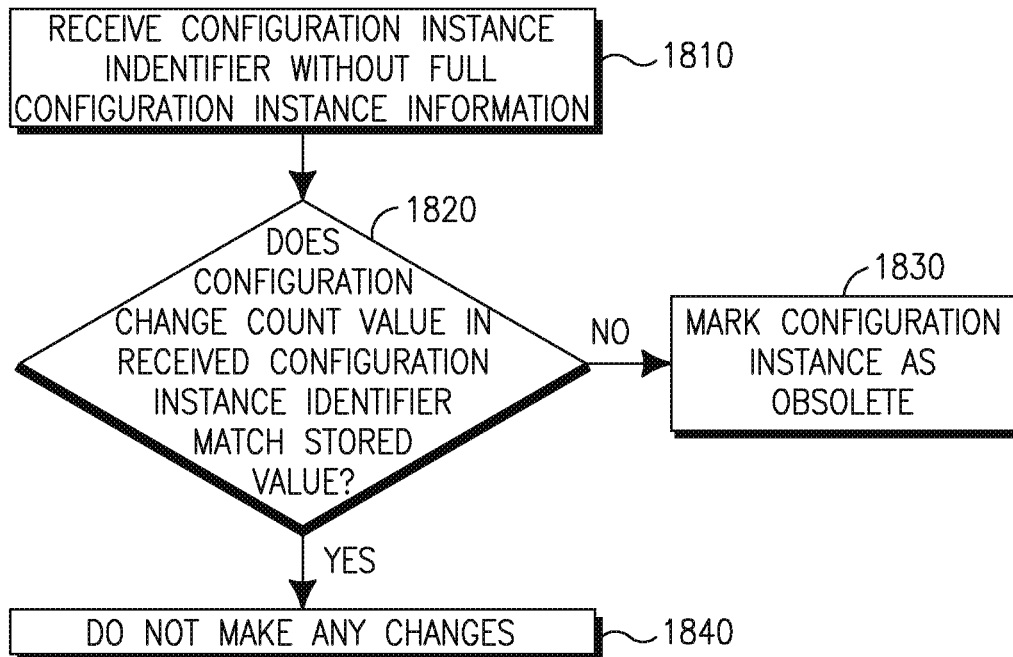 RECEIVE CONFIGURATION INSTANCE
INDENTIFIER WITHOUT FULL
CONFIGURATION INSTANCE INFORMATION
1810
1820
DOES
CONFIGURATION
CHANGE COUNT VALUE IN
RECEIVED CONFIGURATION
INSTANCE IDENTIFIER
MATCH STORED
VALUE?
NO
1830
MARK CONFIGURATION
INSTANCE AS
OBSOLETE
YES
DO NOT MAKE ANY CHANGES
1840